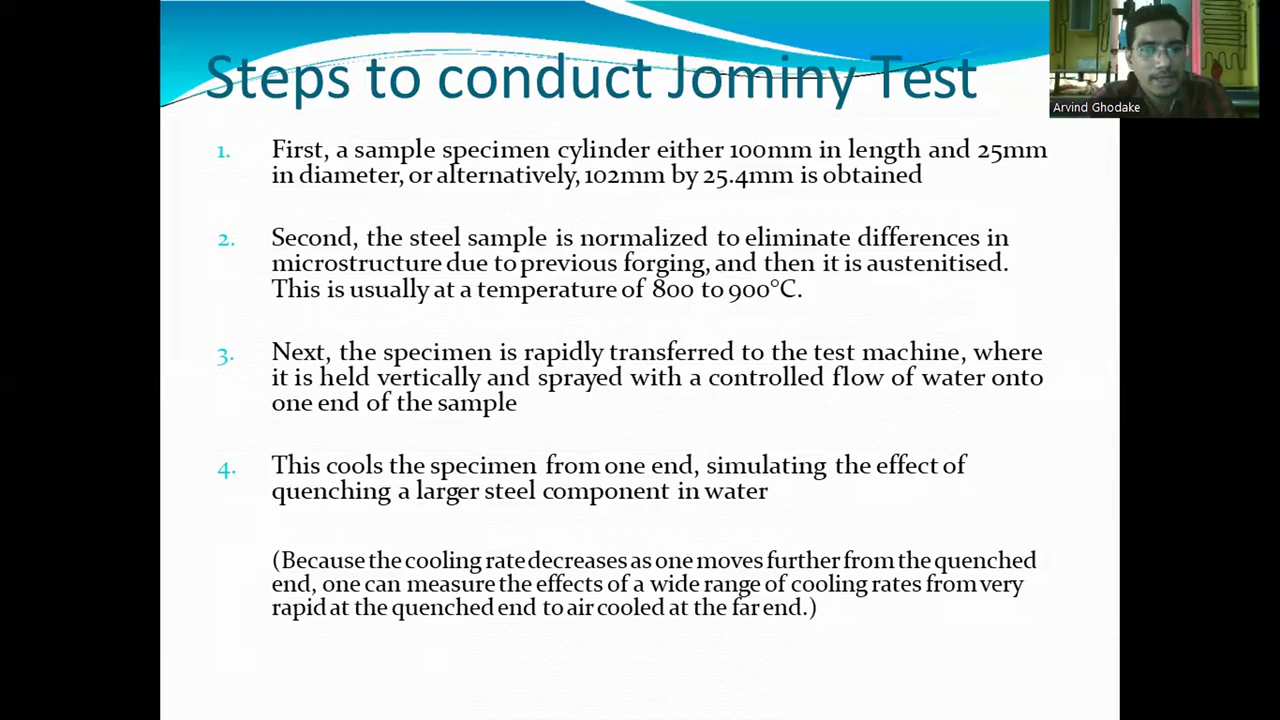 Steps to conduct Jominy Test
Arvind Ghodake
1. First, a sample specimen cylinder either 100mm in length and 25mm
in diameter, or alternatively, 102mm by 25.4mm is obtained
2. Second, the steel sample is normalized to eliminate differences in
microstructure due to previous forging, and then it is austenitised.
This is usually at a temperature of 800 to 900°C.
3. Next, the specimen is rapidly transferred to the test machine, where
it is held vertically and sprayed with a controlled flow of water onto
one end of the sample
4. This cools the specimen from one end, simulating the effect of
quenching a larger steel component in water
(Because the cooling rate decreases as one moves further from the quenched
end, one can measure the effects of a wide range of cooling rates from very
rapid at the quenched end to air cooled at the far end.)